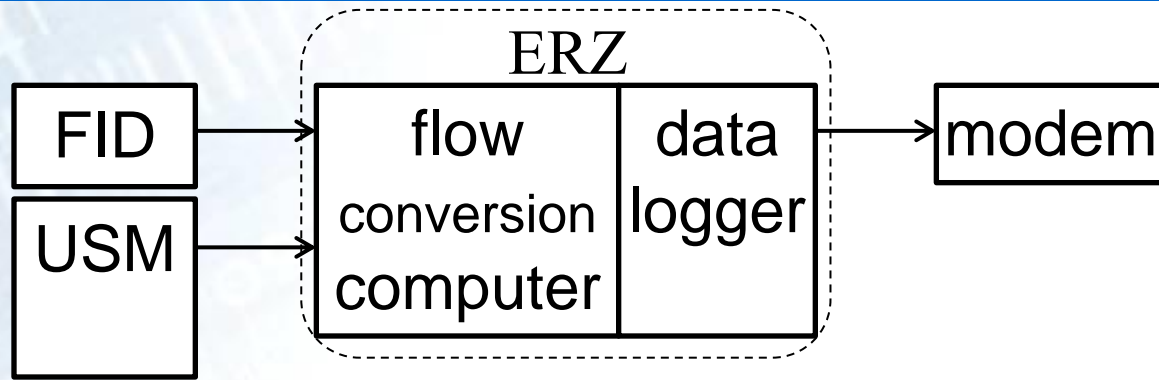 ERZ
FID
USM
flow
conversion
computer
data
logger
modem